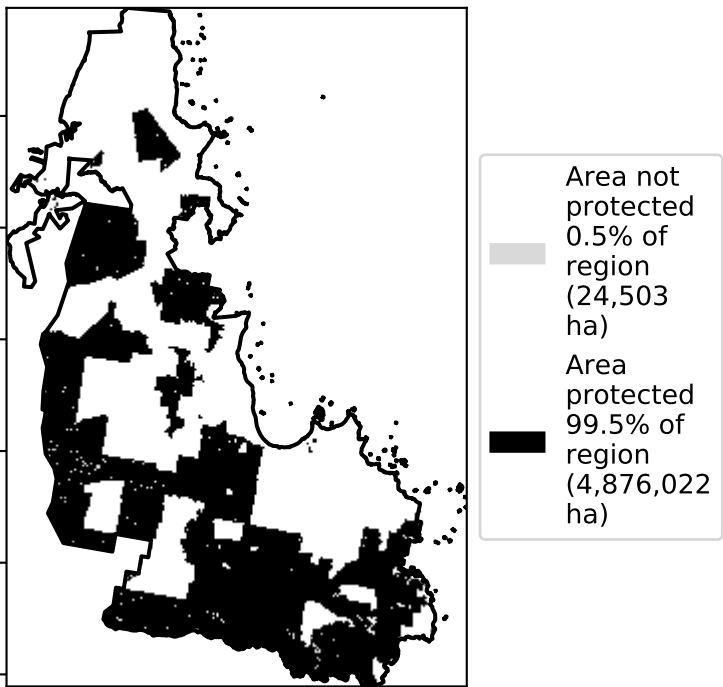 Area not
protected
0.5% of
region
(24,503
ha)
Area
protected
99.5% of
region
(4,876,022
ha)